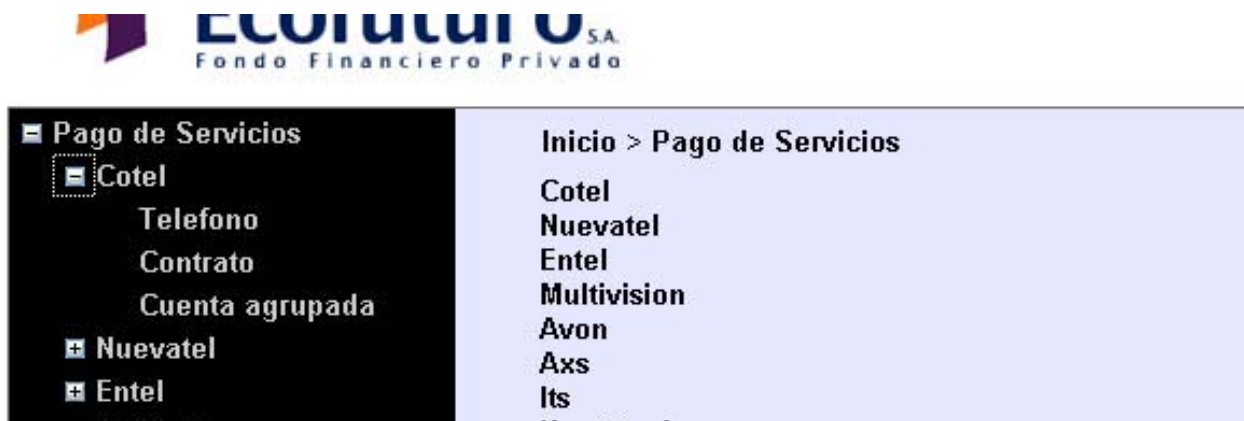 Ecofuturo S.A.
Fondo Financiero Privado
Pago de Servicios
Cotel
Telefono
Contrato
Cuenta agrupada
Nuevatel
Entel
Inicio > Pago de Servicios
Cotel
Nuevatel
Entel
Multivision
Avon
Axs
Its